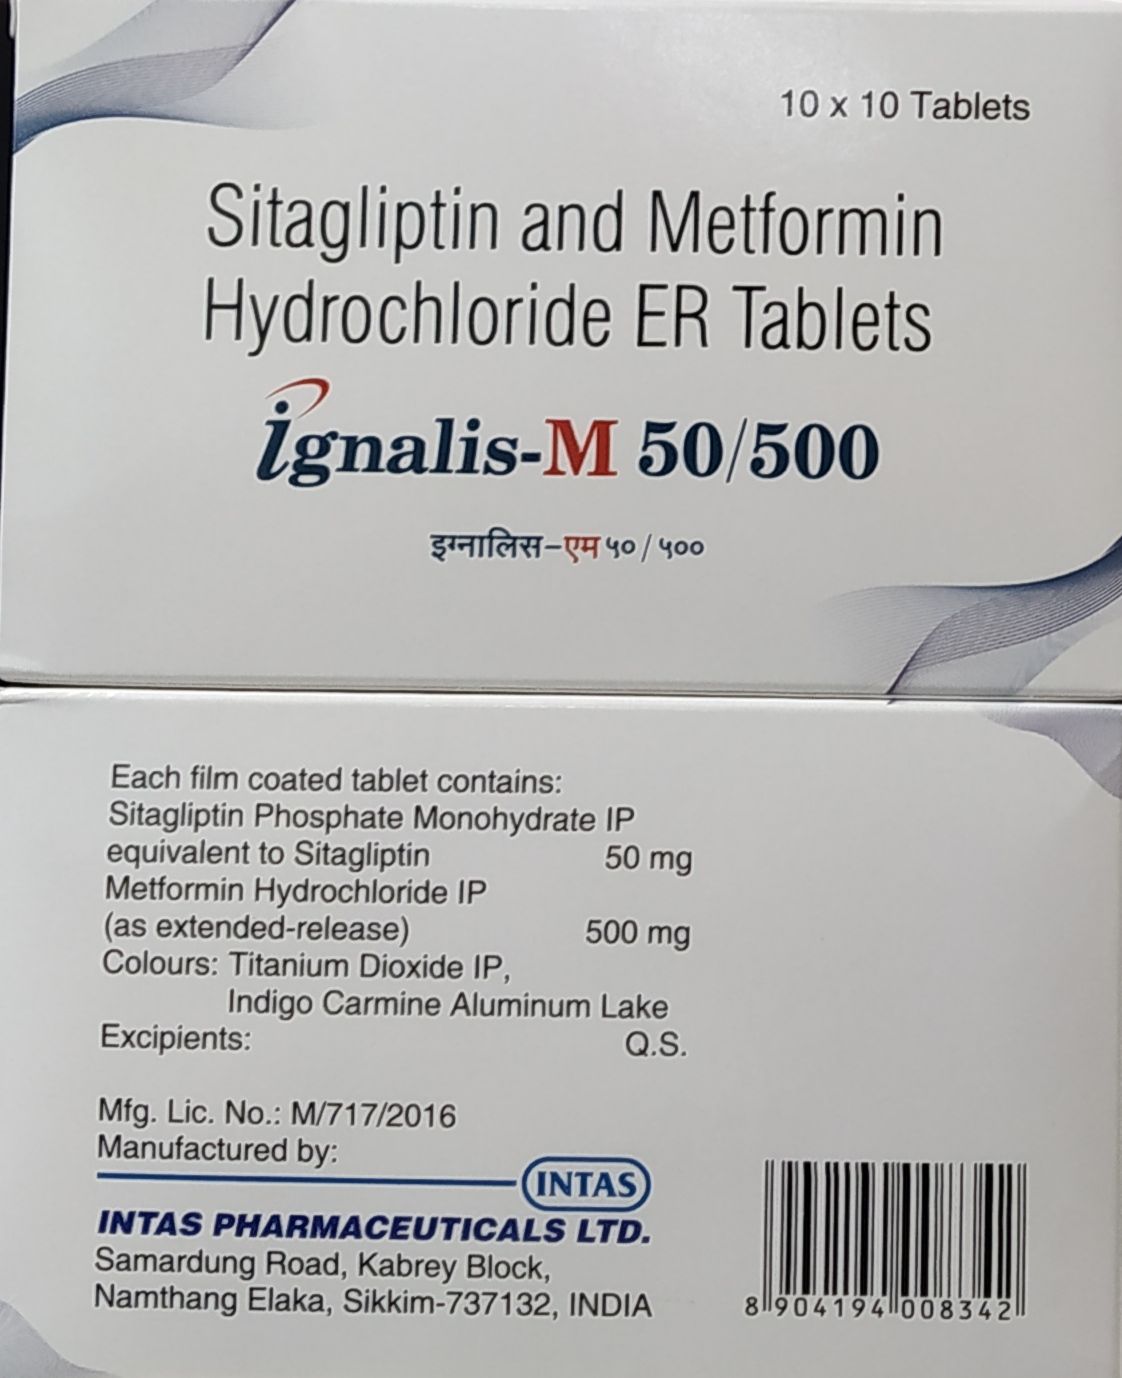 10 x 10 Tablets
Sitagliptin and Metformin
Hydrochloride ER Tablets
ignalis-M 50/500
इग्नालिस-एम ५०/५००
Each film coated tablet contains:
Sitagliptin Phosphate Monohydrate IP
equivalent to Sitagliptin 50 mg
Metformin Hydrochloride IP
(as extended-release) 500 mg
Colours: Titanium Dioxide IP,
Indigo Carmine Aluminum Lake
Excipients: Q.S.
Mfg. Lic. No.: M/717/2016
Manufactured by:
INTAS
INTAS PHARMACEUTICALS LTD.
Samardung Road, Kabrey Block,
Namthang Elaka, Sikkim-737132, INDIA
8 904194 008342